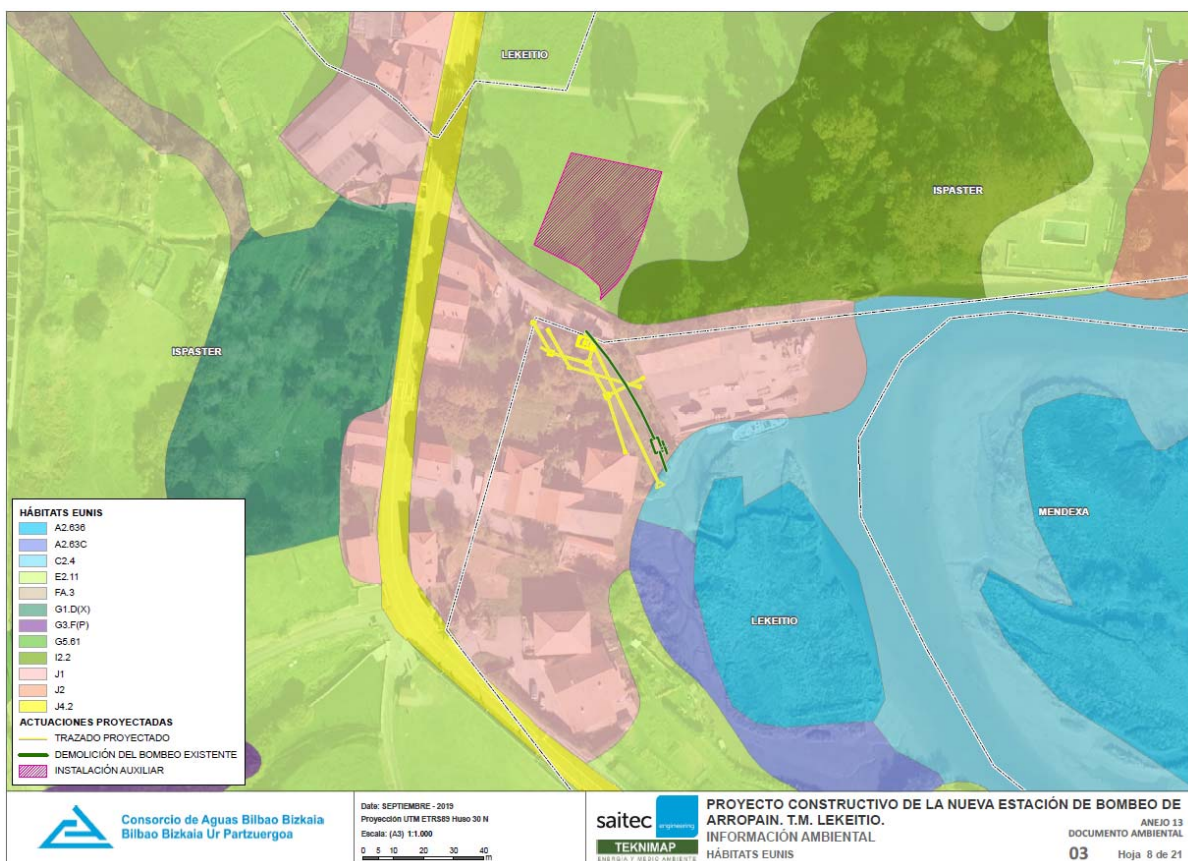 LEKEITIO
N
W
E
S
ISPASTER
ISPASTER
MENDEXA
LEKEITIO
HÁBITATS EUNIS
A2.636
A2.63C
C2.4
E2.11
FA.3
G1.D(X)
G3.F(P)
G5.61
I2.2
J1
J2
J4.2
ACTUACIONES PROYECTADAS
TRAZADO PROYECTADO
DEMOLICIÓN DEL BOMBEO EXISTENTE
INSTALACIÓN AUXILIAR
Consorcio de Aguas Bilbao Bizkaia
Bilbao Bizkaia Ur Partzuergoa
Date: SEPTIEMBRE - 2019
Proyección UTM ETRS89 Huso 30 N
Escala: (A3) 1:1.000
0 5 10 20 30 40
m
saitec engineering
TEKNIMAP
ENERGÍA Y MEDIO AMBIENTE
PROYECTO CONSTRUCTIVO DE LA NUEVA ESTACIÓN DE BOMBEO DE
ARROPAIN. T.M. LEKEITIO.
INFORMACIÓN AMBIENTAL
HÁBITATS EUNIS
ANEJO 13
DOCUMENTO AMBIENTAL
03 Hoja 8 de 21